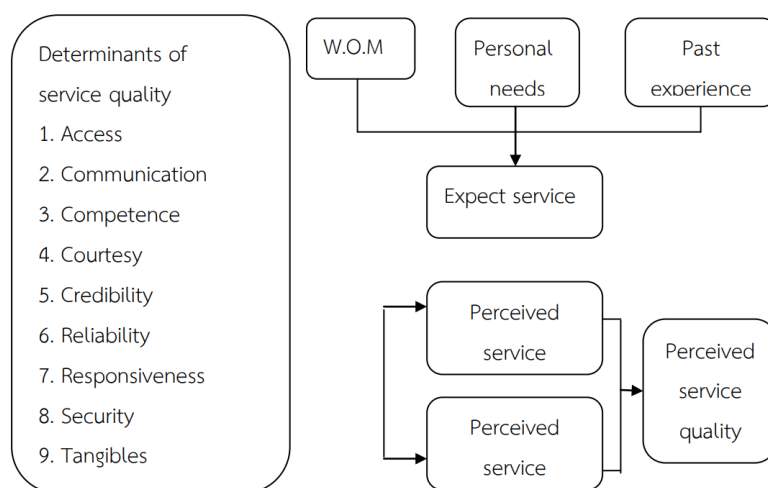 Determinants of
service quality
1. Access
2. Communication
3. Competence
4. Courtesy
5. Credibility
6. Reliability
7. Responsiveness
8. Security
9. Tangibles
W.O.M
Personal
needs
Past
experience
Expect service
Perceived
service
Perceived
service
Perceived
service
quality